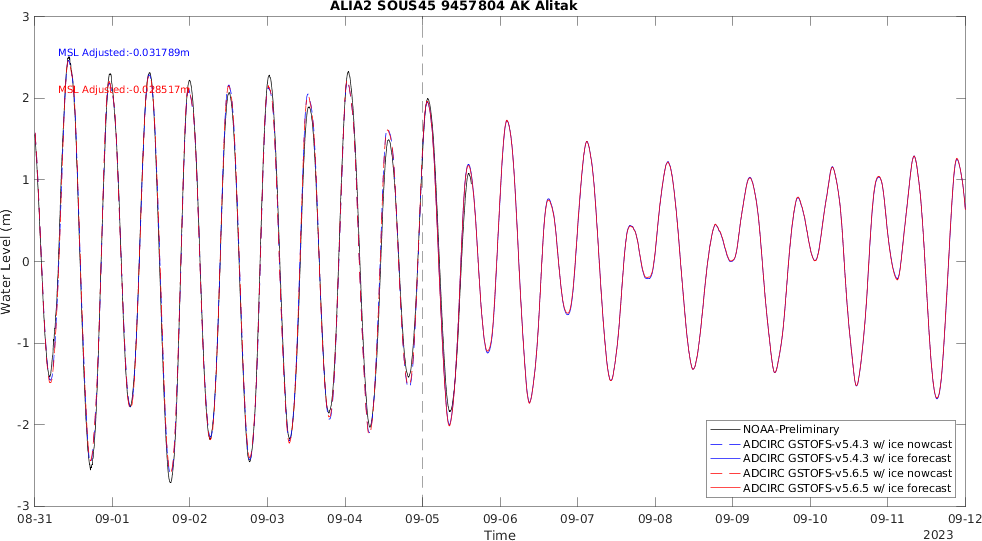 ALIA2 SOUS45 9457804 AK Alitak
3
2
1
0
-1
-2
-3
Water Level (m)
MSL Adjusted:-0.031789m
MSL Adjusted:-0.028517m
NOAA-Preliminary
ADCIRC GSTOFS-v5.4.3 w/ ice nowcast
ADCIRC GSTOFS-v5.4.3 w/ ice forecast
ADCIRC GSTOFS-v5.6.5 w/ ice nowcast
ADCIRC GSTOFS-v5.6.5 w/ ice forecast
08-31 09-01 09-02 09-03 09-04 09-05 09-06 09-07 09-08 09-09 09-10 09-11 09-12
Time
2023